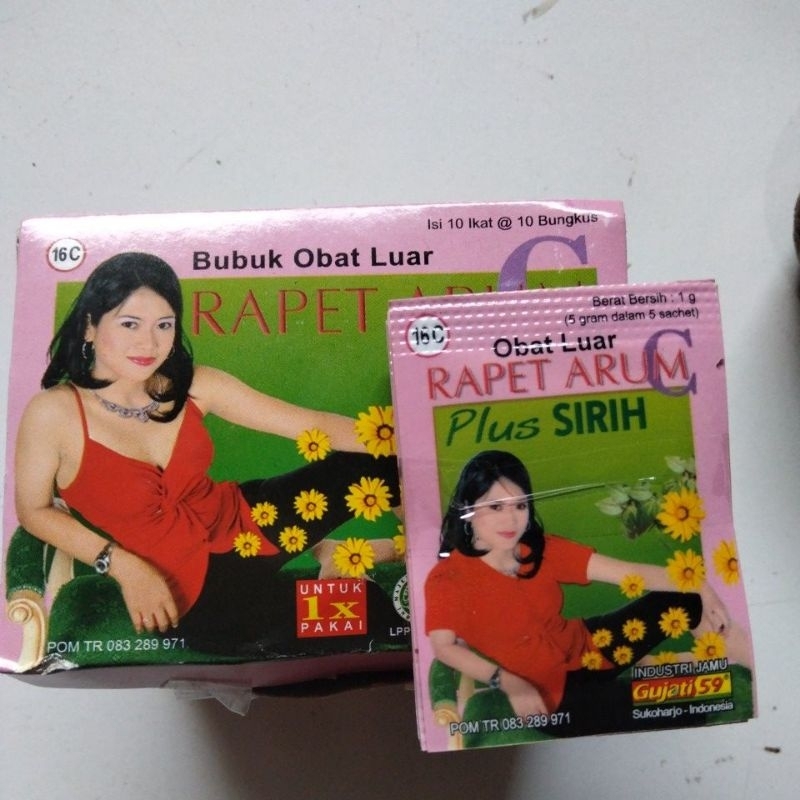 Isi 10 Ikat @ 10 Bungkus
16C
Bubuk Obat Luar
C
RAPET ARUM
UNTUK
1x
PAKAI
LPP
POM TR 083 289 971
Berat Bersih : 1 g
(5 gram dalam 5 sachet)
16C
Obat Luar
RAPET ARUM
C
Plus SIRIH
INDUSTRI JAMU
Gujati 59
Sukoharjo - Indonesia
POM TR 083 289 971